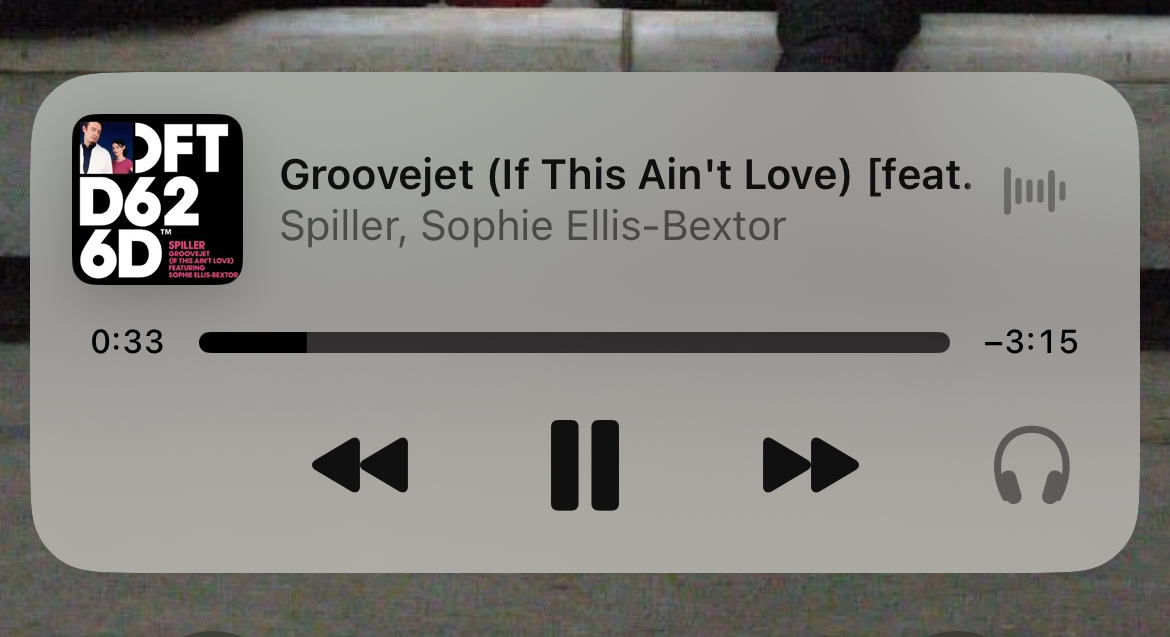 DFT
D62
6D™
SPILLER
GROOVEJET
(IF THIS AIN'T LOVE)
FEATURING
SOPHIE ELLIS-BEXTOR
Groovejet (If This Ain't Love) [feat.
Spiller, Sophie Ellis-Bextor
0:33
−3:15